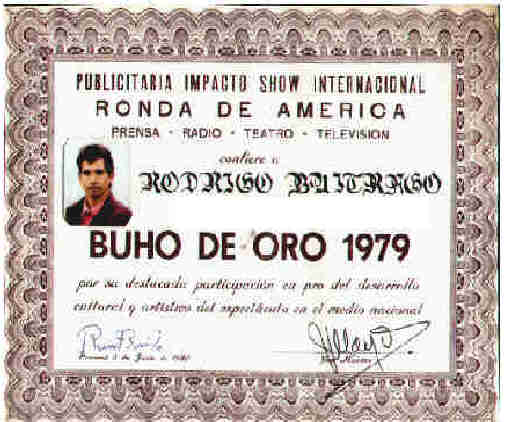 PUBLICITARIA IMPACTO SHOW INTERNACIONAL
RONDA DE AMERICA
PRENSA - RADIO - TEATRO - TELEVISION
confiere a
RODRIGO BUITRAGO
BUHO DE ORO 1979
por su destacada participación en pro del desarrollo
cultural y artístico del espectáculo en el medio nacional